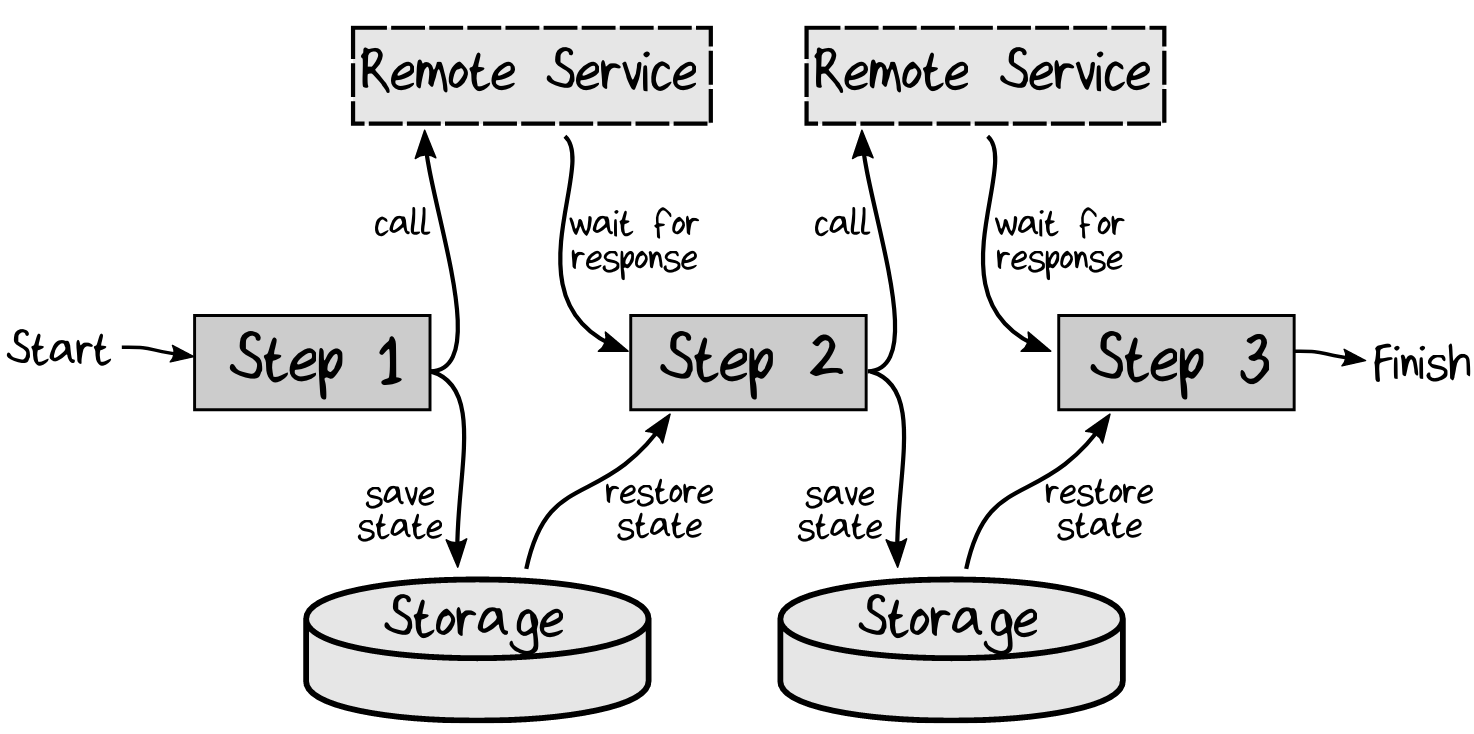 Remote Service
Remote Service
call
wait for
response
call
wait for
response
Start
Step 1
Step 2
Step 3
Finish
save
state
restore
state
save
state
restore
state
Storage
Storage